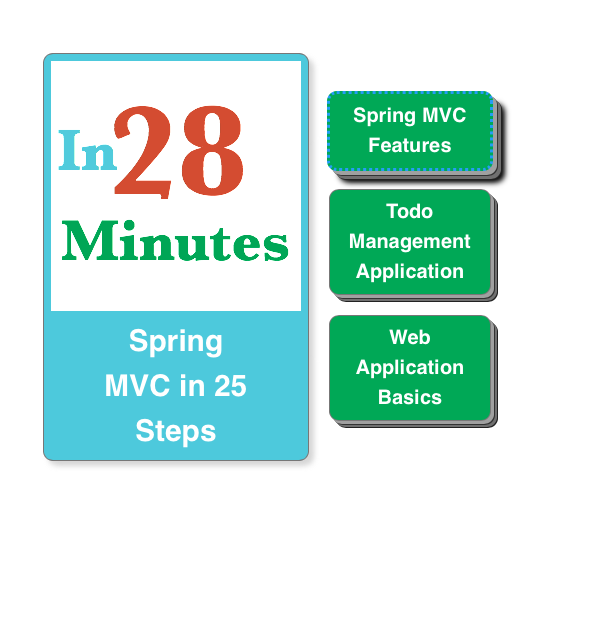 In28
Minutes
Spring
MVC in 25
Steps
Spring MVC
Features
Todo
Management
Application
Web
Application
Basics